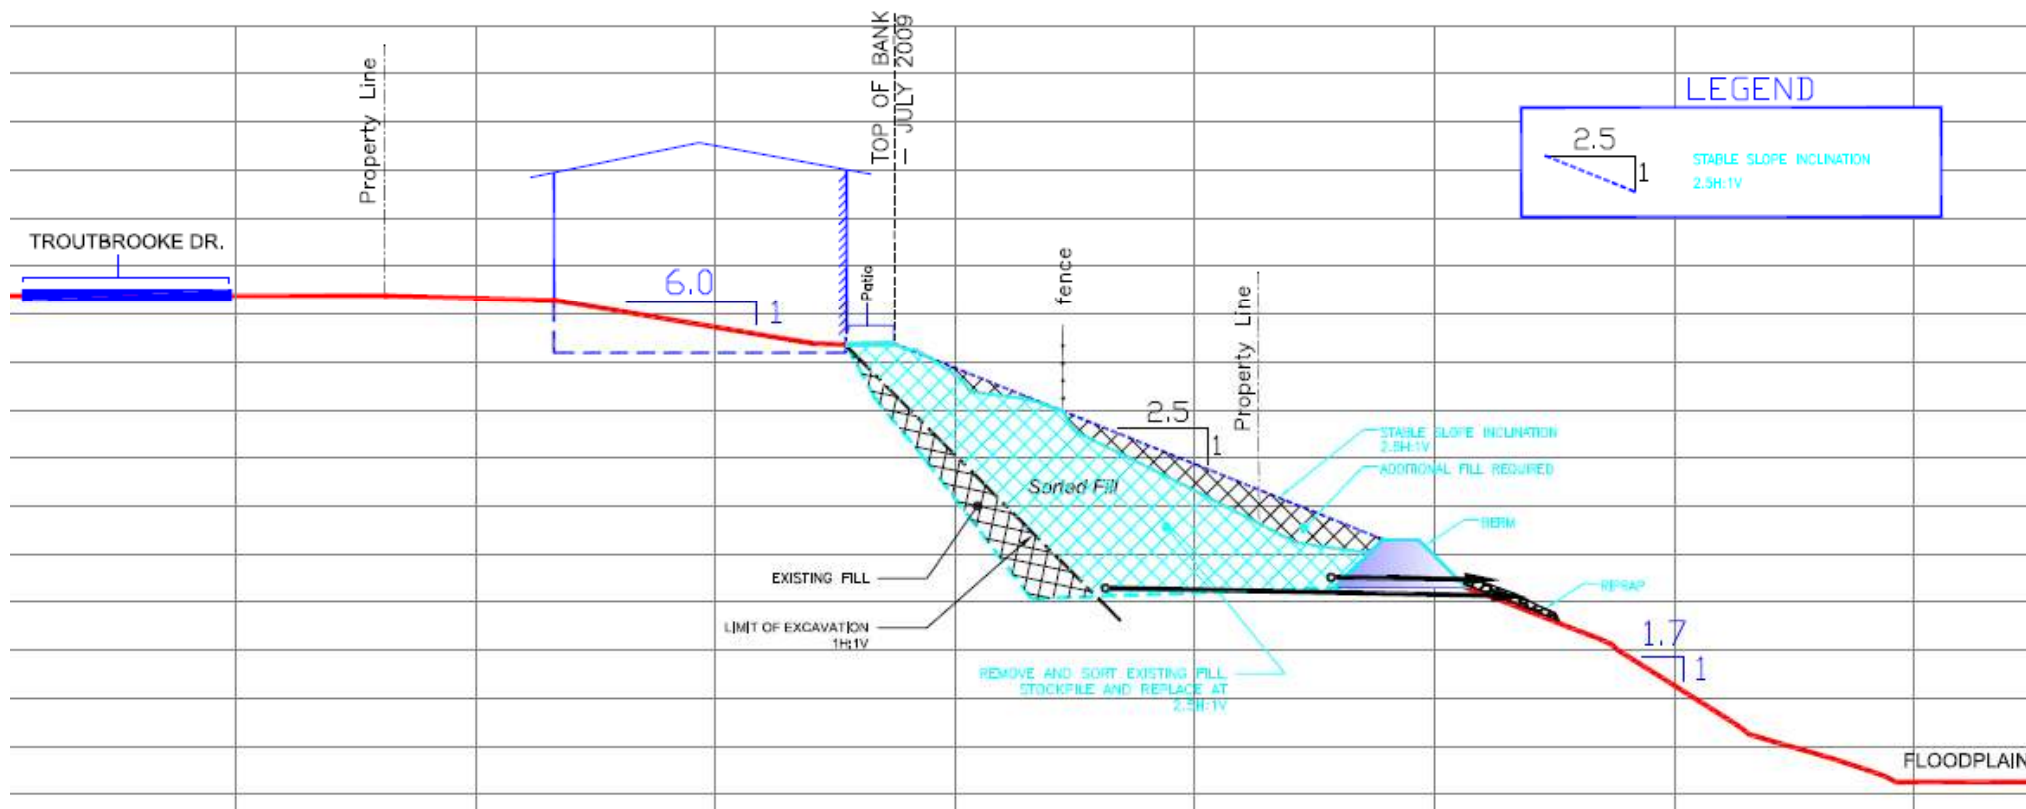 TOP OF BANK
— JULY 2009
Property Line
LEGEND
2.5
1
STABLE SLOPE INCLINATION
2.5H:1V
TROUTBROOKE DR.
6.0
1
Patio
fence
Property Line
2.5
1
STABLE SLOPE INCLINATION
2.5H:1V
ADDITIONAL FILL REQUIRED
Sorted Fill
BERM
EXISTING FILL
RIPRAP
LIMIT OF EXCAVATION
1H:1V
1.7
1
REMOVE AND SORT EXISTING FILL
STOCKPILE AND REPLACE AT
2.5H:1V
FLOODPLAIN